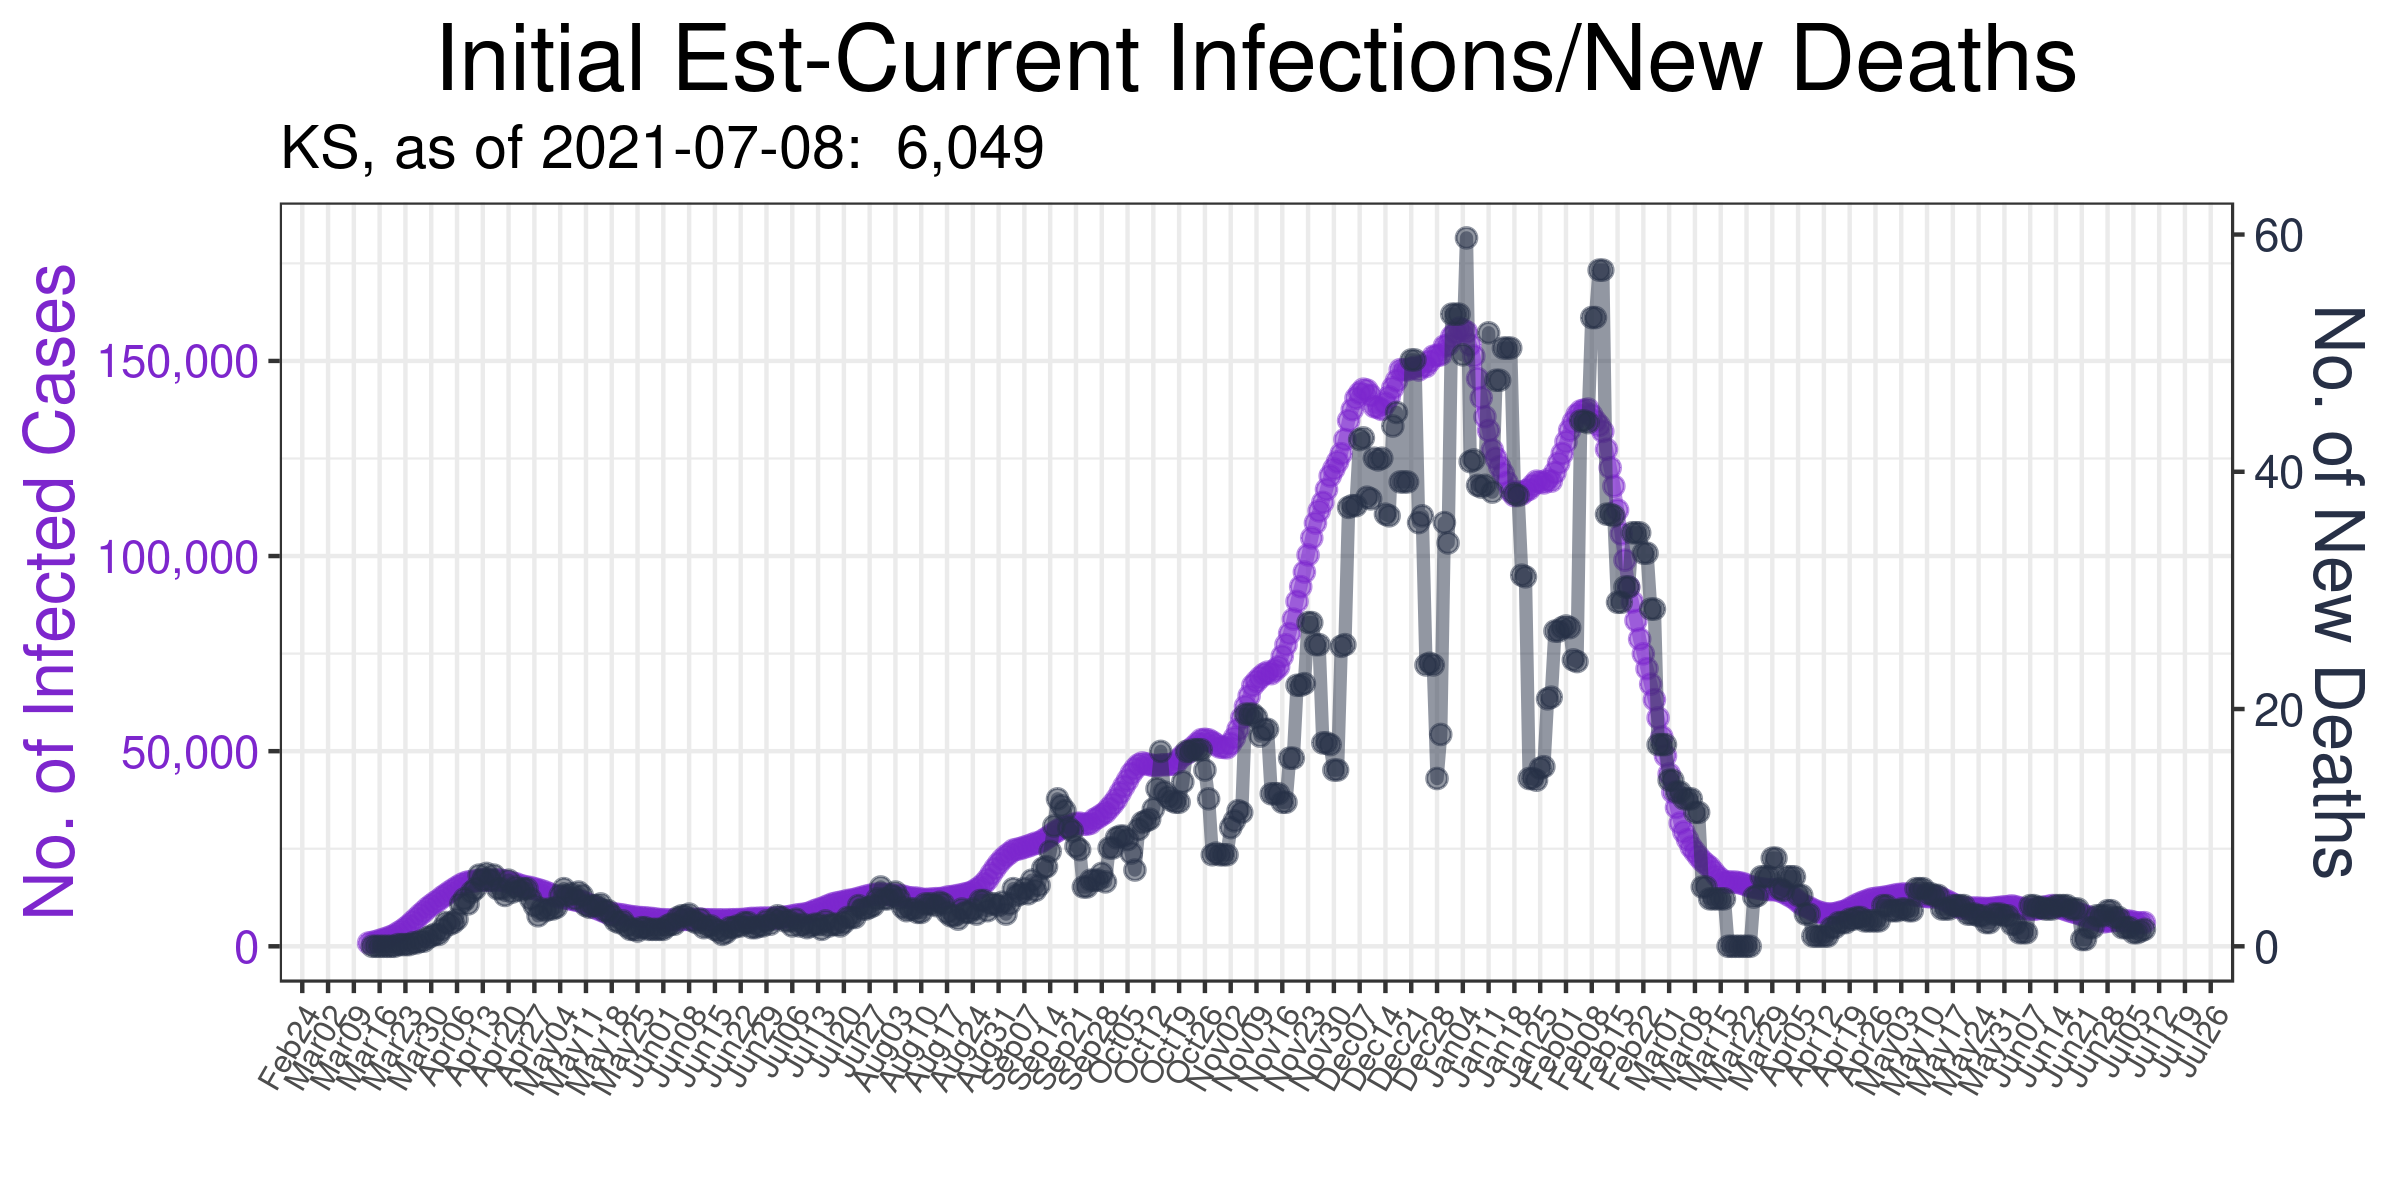 Initial Est-Current Infections/New Deaths
KS, as of 2021-07-08:  6,049
No. of Infected Cases
150,000
100,000
50,000
0
60
40
20
0
No. of New Deaths
Feb24
Mar02
Mar09
Mar16
Mar23
Mar30
Apr06
Apr13
Apr20
Apr27
May04
May11
May18
May25
Jun01
Jun08
Jun15
Jun22
Jun29
Jul06
Jul13
Jul20
Jul27
Aug03
Aug10
Aug17
Aug24
Aug31
Sep07
Sep14
Sep21
Sep28
Oct05
Oct12
Oct19
Oct26
Nov02
Nov09
Nov16
Nov23
Nov30
Dec07
Dec14
Dec21
Dec28
Jan04
Jan11
Jan18
Jan25
Feb01
Feb08
Feb15
Feb22
Mar01
Mar08
Mar15
Mar22
Mar29
Apr05
Apr12
Apr19
Apr26
May03
May10
May17
May24
May31
Jun07
Jun14
Jun21
Jun28
Jul05
Jul12
Jul19
Jul26